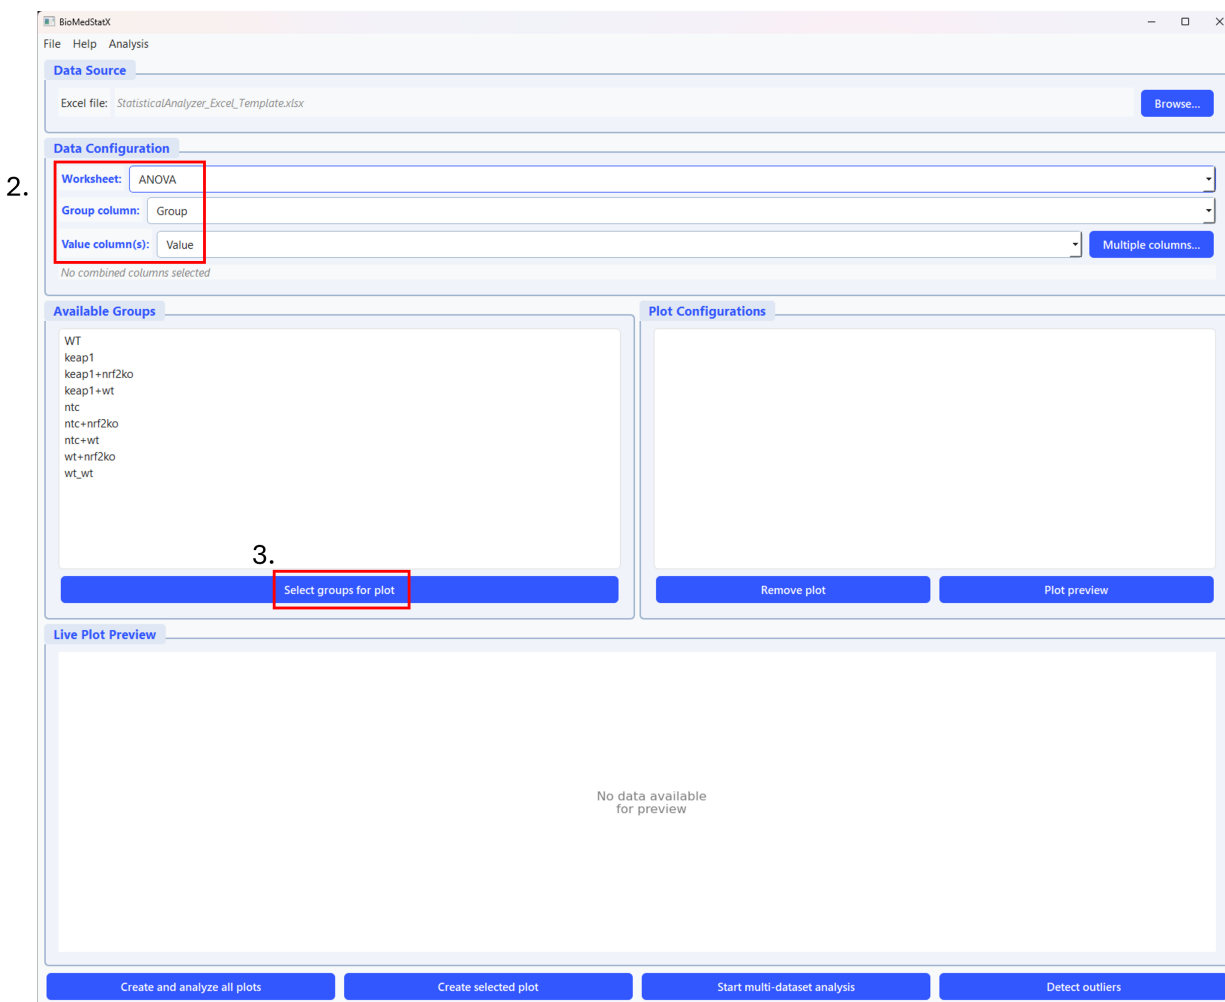 BioMedStatX
File Help Analysis
Data Source
Excel file: StatisticalAnalyzer_Excel_Template.xlsx Browse...
Data Configuration
2.
Worksheet: ANOVA
Group column: Group
Value column(s): Value Multiple columns...
No combined columns selected
Available Groups
WT
keap1
keap1+nrf2ko
keap1+wt
ntc
ntc+nrf2ko
ntc+wt
wt+nrf2ko
wt_wt
3.
Select groups for plot
Plot Configurations
Remove plot Plot preview
Live Plot Preview
No data available
for preview
Create and analyze all plots Create selected plot Start multi-dataset analysis Detect outliers